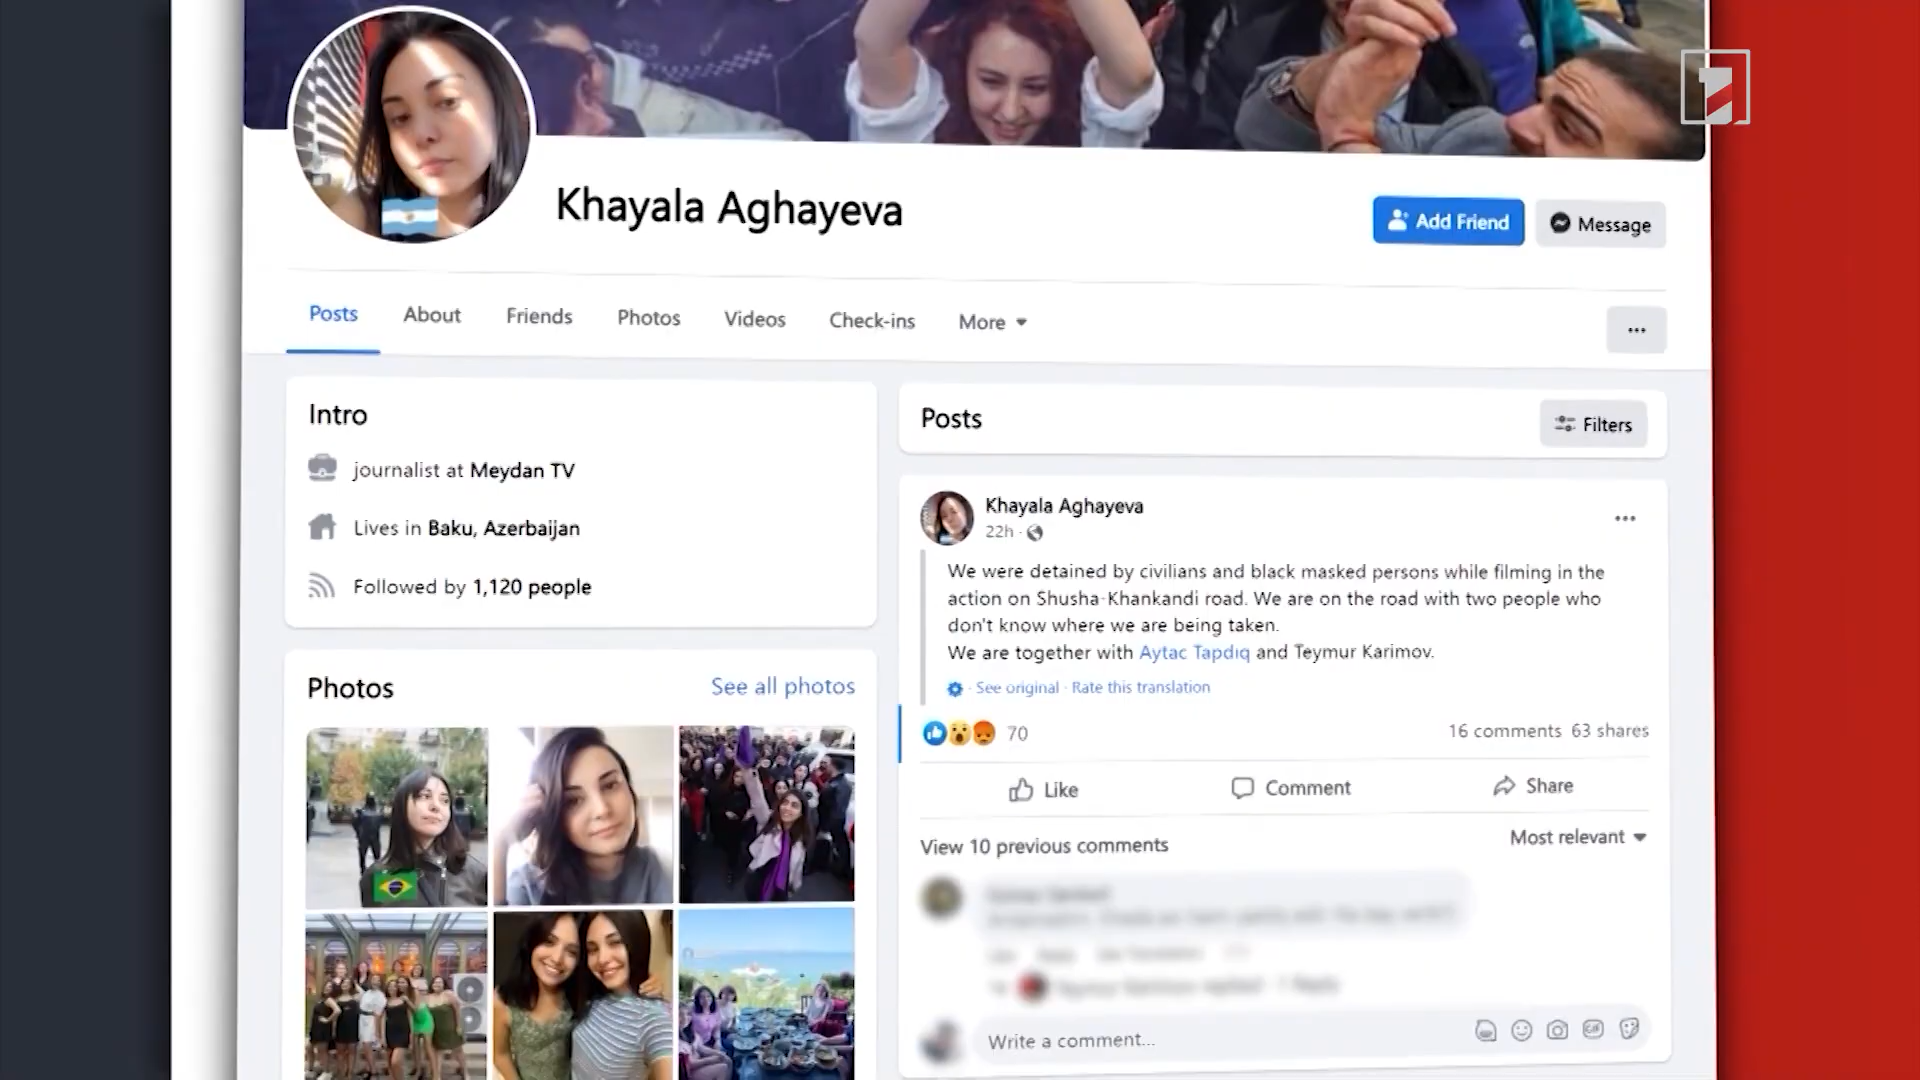 Khayala Aghayeva
Add Friend
Message
Posts
About
Friends
Photos
Videos
Check-ins
More
Intro
journalist at Meydan TV
Lives in Baku, Azerbaijan
Followed by 1,120 people
Photos
See all photos
Posts
Filters
Khayala Aghayeva
22h ·
We were detained by civilians and black masked persons while filming in the
action on Shusha-Khankandi road. We are on the road with two people who
don't know where we are being taken.
We are together with Aytac Tapdıq and Teymur Karimov.
· See original · Rate this translation
70
16 comments 63 shares
Like
Comment
Share
View 10 previous comments
Most relevant
Write a comment...
GIF